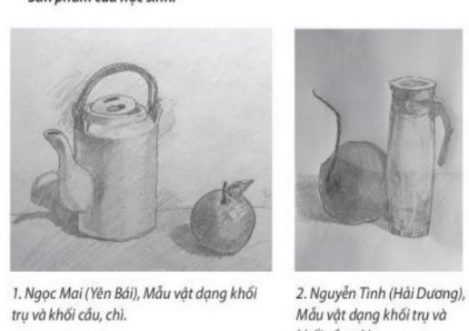 Sản phẩm của học sinh.
1. Ngọc Mai (Yên Bái), Mẫu vật dạng khối
trụ và khối cầu, chì.
2. Nguyễn Tình (Hải Dương),
Mẫu vật dạng khối trụ và